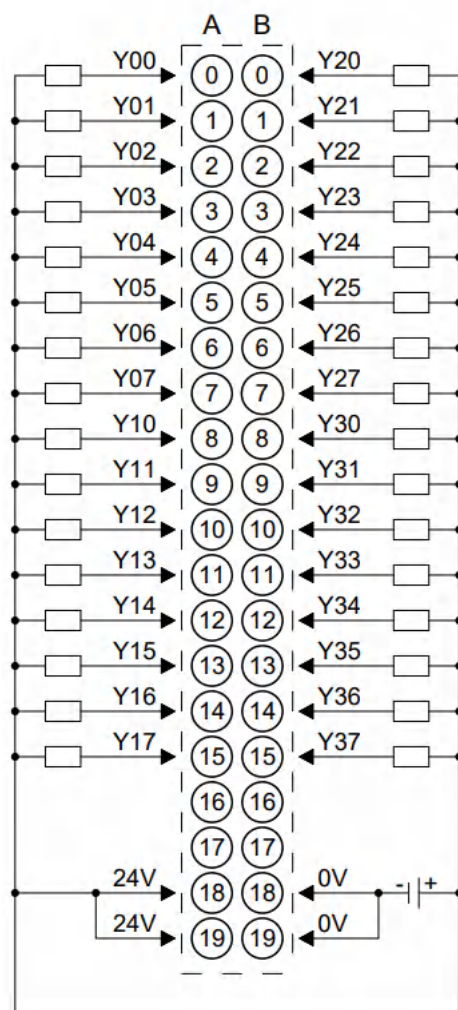 A B
Y00 0 0 Y20
Y01 1 1 Y21
Y02 2 2 Y22
Y03 3 3 Y23
Y04 4 4 Y24
Y05 5 5 Y25
Y06 6 6 Y26
Y07 7 7 Y27
Y10 8 8 Y30
Y11 9 9 Y31
Y12 10 10 Y32
Y13 11 11 Y33
Y14 12 12 Y34
Y15 13 13 Y35
Y16 14 14 Y36
Y17 15 15 Y37
16 16
17 17
24V 18 18 0V - +
24V 19 19 0V